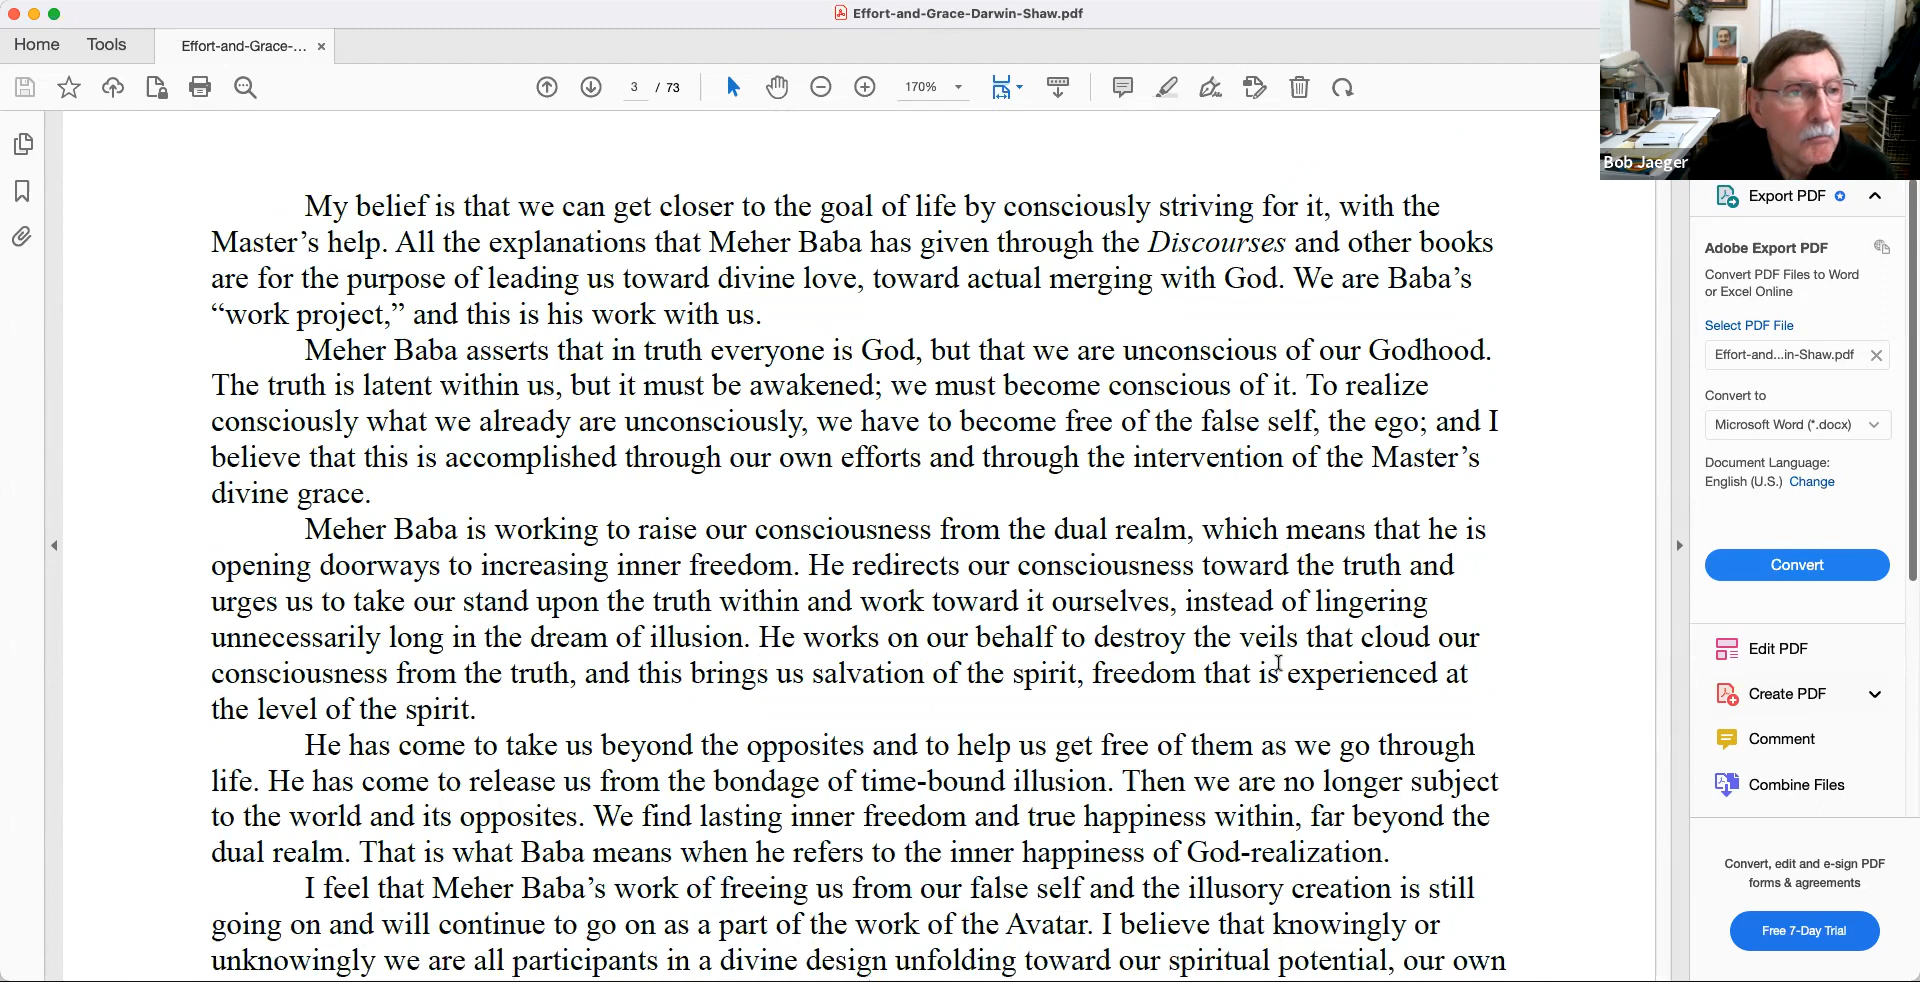 Effort-and-Grace-Darwin-Shaw.pdf
Home
Tools
Effort-and-Grace-... ×
3 / 73
170%
Bob Jaeger
My belief is that we can get closer to the goal of life by consciously striving for it, with the
Master’s help. All the explanations that Meher Baba has given through the Discourses and other books
are for the purpose of leading us toward divine love, toward actual merging with God. We are Baba’s
“work project,” and this is his work with us.
Meher Baba asserts that in truth everyone is God, but that we are unconscious of our Godhood.
The truth is latent within us, but it must be awakened; we must become conscious of it. To realize
consciously what we already are unconsciously, we have to become free of the false self, the ego; and I
believe that this is accomplished through our own efforts and through the intervention of the Master’s
divine grace.
Meher Baba is working to raise our consciousness from the dual realm, which means that he is
opening doorways to increasing inner freedom. He redirects our consciousness toward the truth and
urges us to take our stand upon the truth within and work toward it ourselves, instead of lingering
unnecessarily long in the dream of illusion. He works on our behalf to destroy the veils that cloud our
consciousness from the truth, and this brings us salvation of the spirit, freedom that is experienced at
the level of the spirit.
He has come to take us beyond the opposites and to help us get free of them as we go through
life. He has come to release us from the bondage of time-bound illusion. Then we are no longer subject
to the world and its opposites. We find lasting inner freedom and true happiness within, far beyond the
dual realm. That is what Baba means when he refers to the inner happiness of God-realization.
I feel that Meher Baba’s work of freeing us from our false self and the illusory creation is still
going on and will continue to go on as a part of the work of the Avatar. I believe that knowingly or
unknowingly we are all participants in a divine design unfolding toward our spiritual potential, our own
Export PDF
Adobe Export PDF
Convert PDF Files to Word
or Excel Online
Select PDF File
Effort-and...in-Shaw.pdf
Convert to
Microsoft Word (*.docx)
Document Language:
English (U.S.) Change
Convert
Edit PDF
Create PDF
Comment
Combine Files
Convert, edit and e-sign PDF
forms & agreements
Free 7-Day Trial